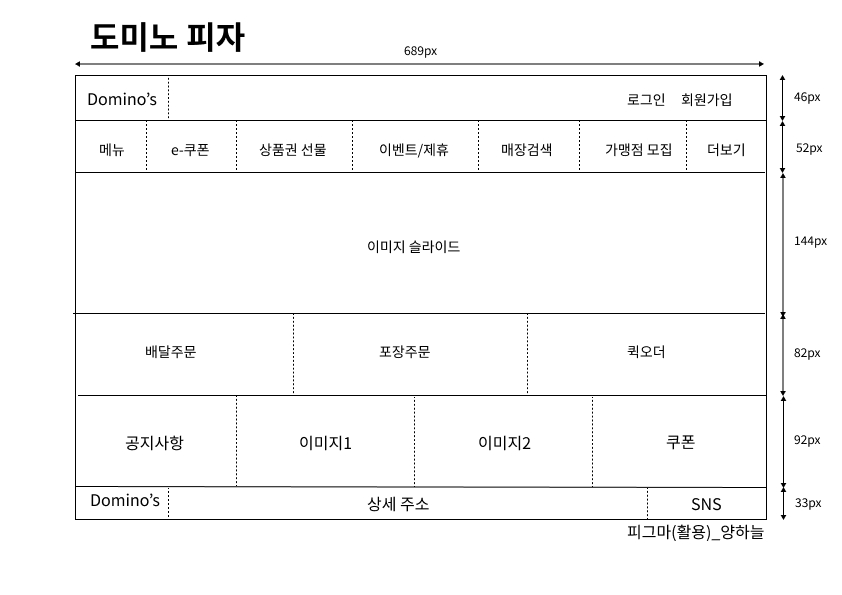 도미노 피자
689px
Domino’s
로그인 회원가입
46px
메뉴 e-쿠폰 상품권 선물 이벤트/제휴 매장검색 가맹점 모집 더보기
52px
이미지 슬라이드
144px
배달주문 포장주문 퀵오더
82px
공지사항 이미지1 이미지2 쿠폰
92px
Domino’s 상세 주소 SNS
33px
피그마(활용)_양하늘